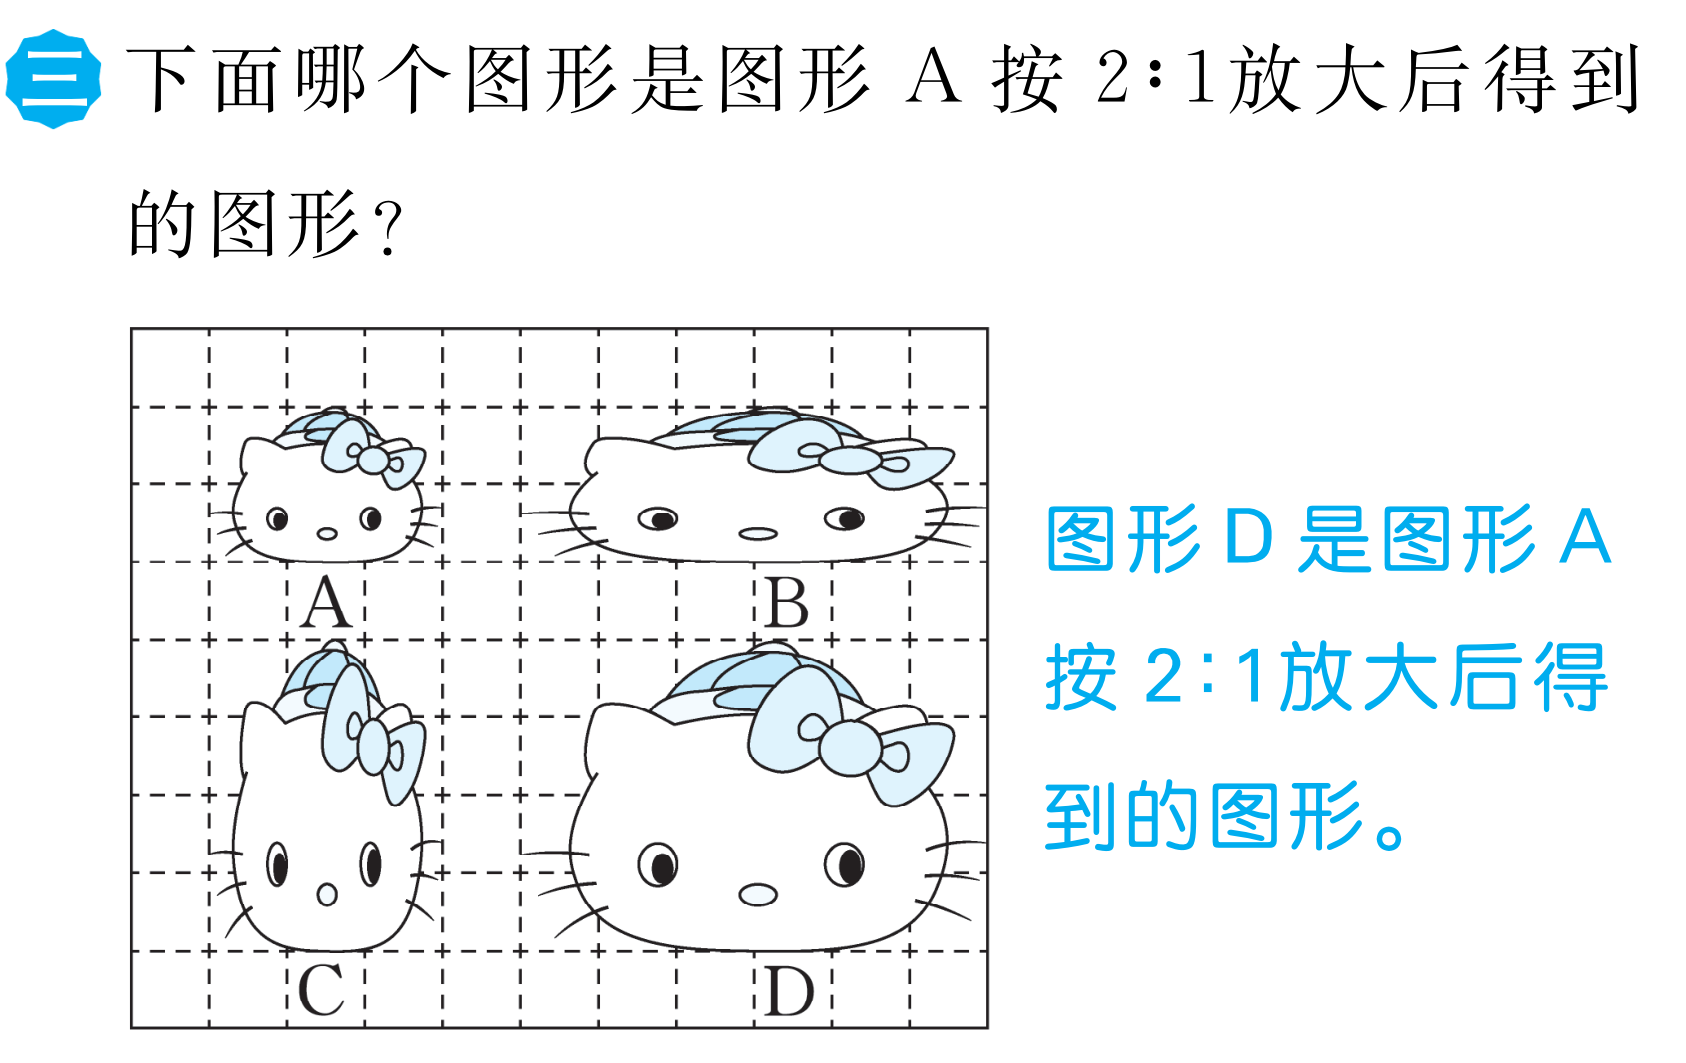 三 下面哪个图形是图形 A 按 2∶1放大后得到
的图形?
A
B
C
D
图形 D 是图形 A
按 2∶1放大后得
到的图形。